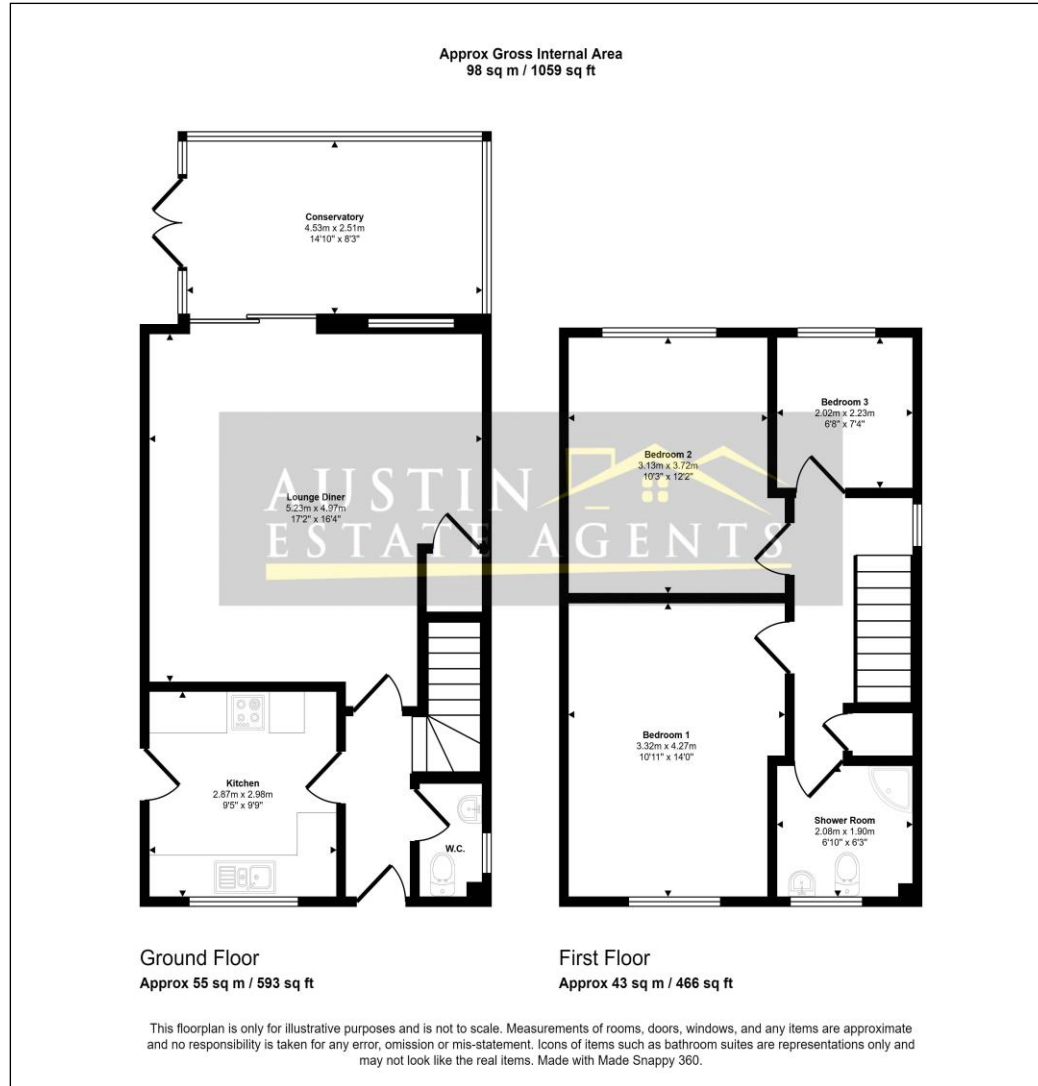 Approx Gross Internal Area
98 sq m / 1059 sq ft
Conservatory
4.53m x 2.51m
14'10" x 8'3"
Lounge Diner
5.23m x 4.97m
17'2" x 16'4"
Kitchen
2.87m x 2.98m
9'5" x 9'9"
W.C.
Bedroom 2
3.13m x 3.72m
10'3" x 12'2"
Bedroom 3
2.02m x 2.23m
6'8" x 7'4"
Bedroom 1
3.32m x 4.27m
10'11" x 14'0"
Shower Room
2.08m x 1.90m
6'10" x 6'3"
AUSTIN
ESTATE AGENTS
Ground Floor
Approx 55 sq m / 593 sq ft
First Floor
Approx 43 sq m / 466 sq ft
This floorplan is only for illustrative purposes and is not to scale. Measurements of rooms, doors, windows, and any items are approximate
and no responsibility is taken for any error, omission or mis-statement. Icons of items such as bathroom suites are representations only and
may not look like the real items. Made with Made Snappy 360.